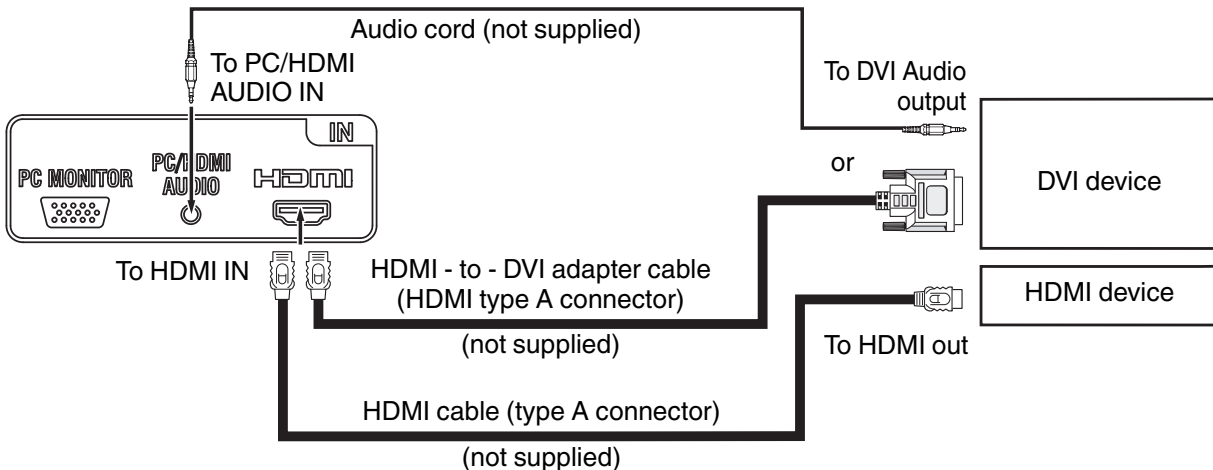 Audio cord (not supplied)
To PC/HDMI
AUDIO IN
To DVI Audio
output
IN
PC MONITOR
PC/HDMI
AUDIO
HDMI
or
DVI device
To HDMI IN
HDMI - to - DVI adapter cable
(HDMI type A connector)
(not supplied)
HDMI device
To HDMI out
HDMI cable (type A connector)
(not supplied)